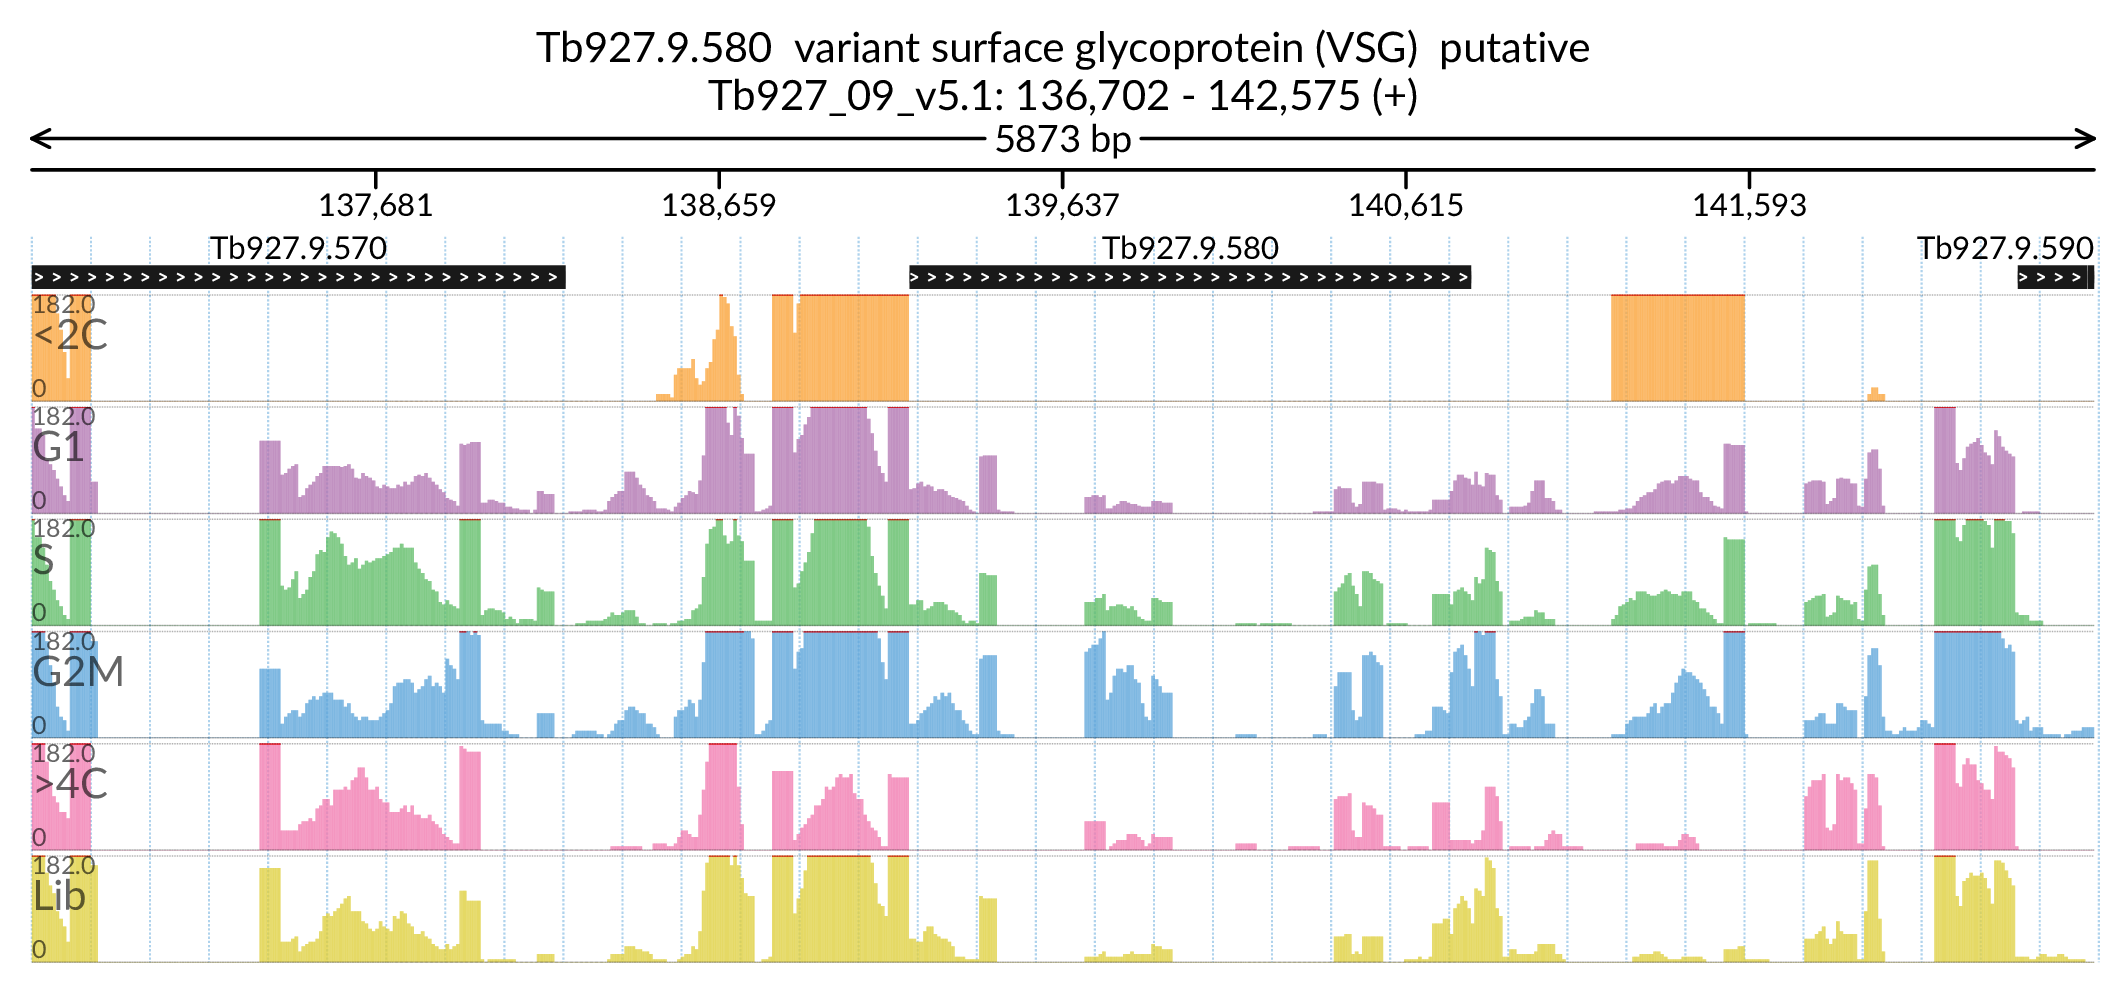 Tb927.9.580  variant surface glycoprotein (VSG)  putative
Tb927_09_v5.1: 136,702 - 142,575 (+)
5873 bp
137,681 138,659 139,637 140,615 141,593
Tb927.9.570 Tb927.9.580 Tb927.9.590
182.0
<2C
0
182.0
G1
0
182.0
S
0
182.0
G2M
0
182.0
>4C
0
182.0
Lib
0